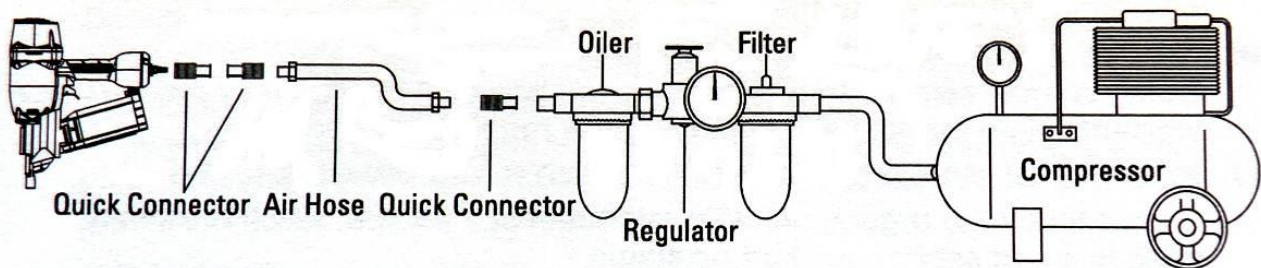 Oiler
Filter
Compressor
Quick Connector
Air Hose
Quick Connector
Regulator